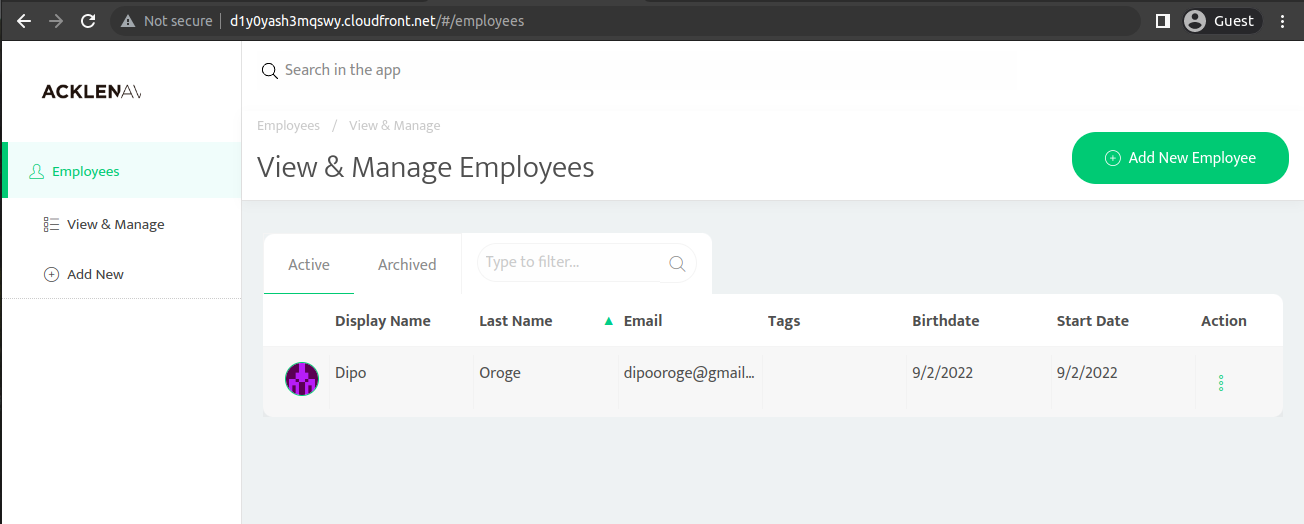 Not secure d1y0yash3mqswy.cloudfront.net/#/employees Guest
ACKLENAV
Search in the app
Employees / View & Manage
View & Manage Employees
Add New Employee
Employees
View & Manage
Add New
Active Archived Type to filter...
Display Name Last Name Email Tags Birthdate Start Date Action
Dipo Oroge dipooroge@gmail... 9/2/2022 9/2/2022